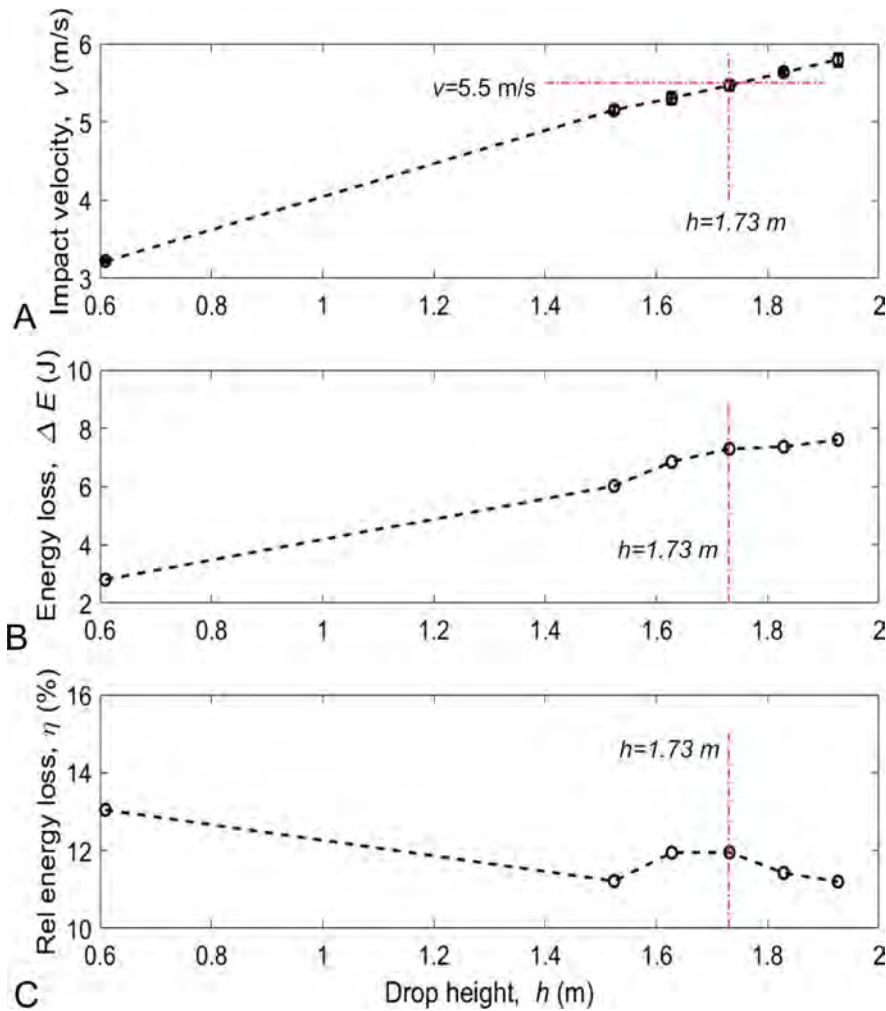 Impact velocity, v (m/s)
6
5
4
3
v=5.5 m/s
h=1.73 m
0.6 0.8 1 1.2 1.4 1.6 1.8 2
A
Energy loss, Δ E (J)
10
8
6
4
2
h=1.73 m
0.6 0.8 1 1.2 1.4 1.6 1.8 2
B
Rel energy loss, η (%)
16
14
12
10
h=1.73 m
0.6 0.8 1 1.2 1.4 1.6 1.8 2
C
Drop height, h (m)